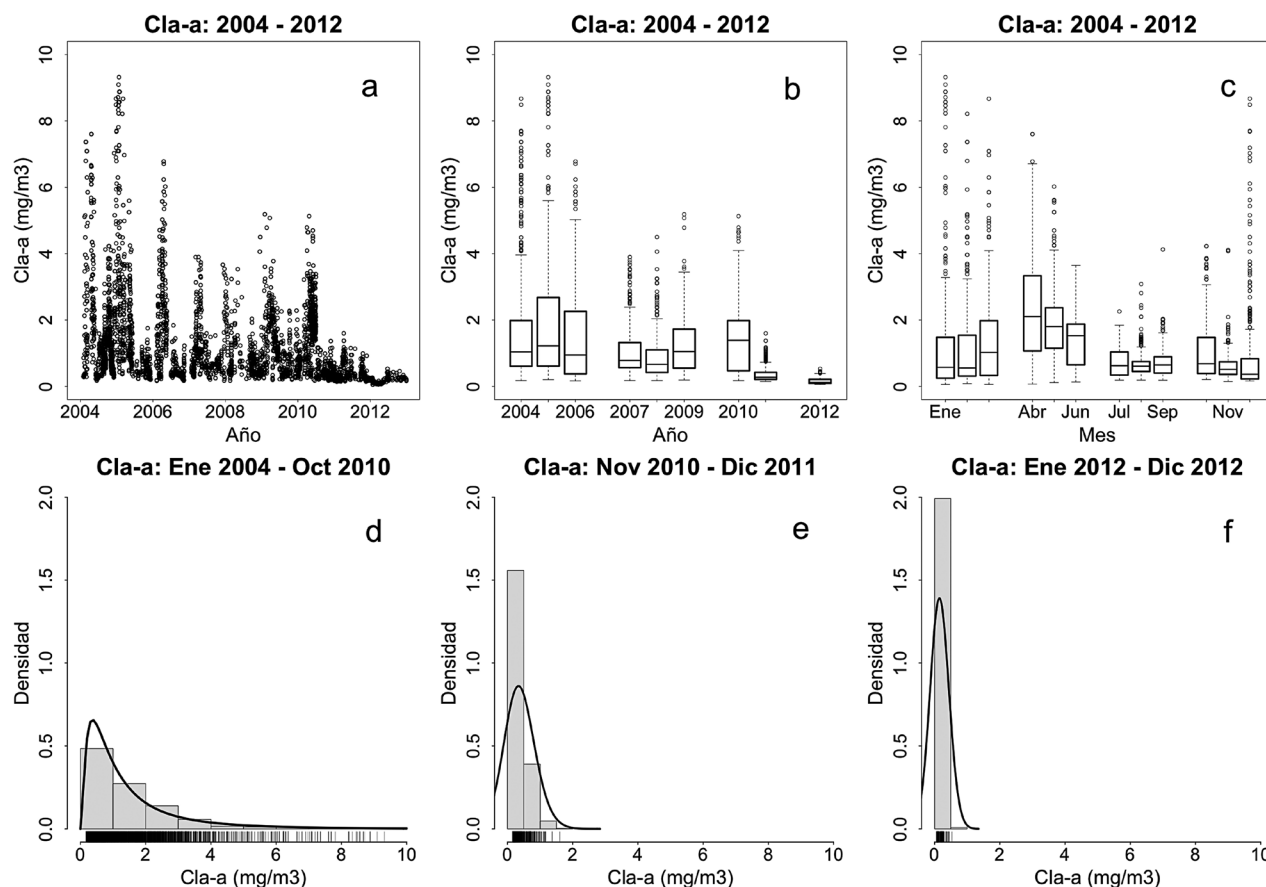 Cla-a: 2004 - 2012
a
Cla-a (mg/m3)
10
8
6
4
2
0
2004 2006 2008 2010 2012
Año
Cla-a: 2004 - 2012
b
Cla-a (mg/m3)
10
8
6
4
2
0
2004 2006 2007 2009 2010 2012
Año
Cla-a: 2004 - 2012
c
Cla-a (mg/m3)
10
8
6
4
2
0
Ene Abr Jun Jul Sep Nov
Mes
Cla-a: Ene 2004 - Oct 2010
d
Densidad
2.0
1.5
1.0
0.5
0.0
0 2 4 6 8 10
Cla-a (mg/m3)
Cla-a: Nov 2010 - Dic 2011
e
Densidad
2.0
1.5
1.0
0.5
0.0
0 2 4 6 8 10
Cla-a (mg/m3)
Cla-a: Ene 2012 - Dic 2012
f
Densidad
2.0
1.5
1.0
0.5
0.0
0 2 4 6 8 10
Cla-a (mg/m3)